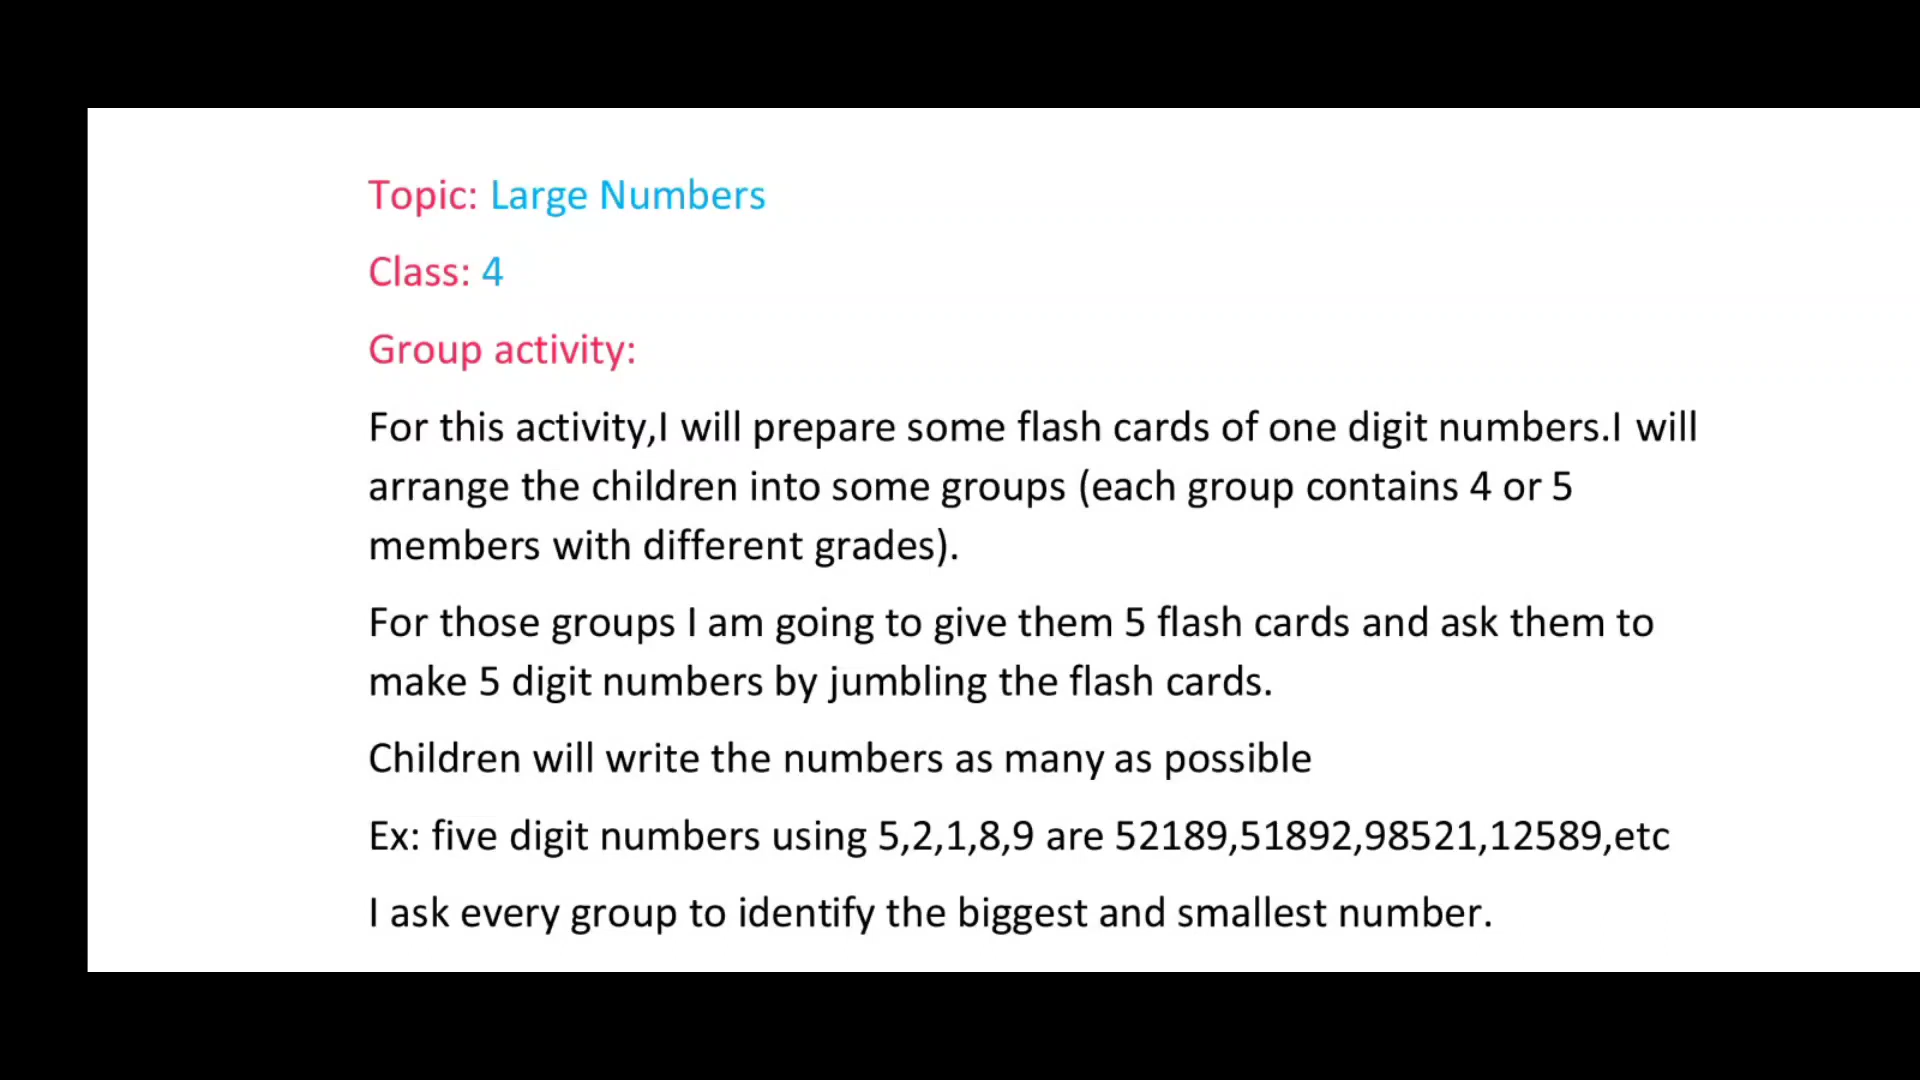 Topic: Large Numbers
Class: 4
Group activity:
For this activity,I will prepare some flash cards of one digit numbers.I will
arrange the children into some groups (each group contains 4 or 5
members with different grades).
For those groups I am going to give them 5 flash cards and ask them to
make 5 digit numbers by jumbling the flash cards.
Children will write the numbers as many as possible
Ex: five digit numbers using 5,2,1,8,9 are 52189,51892,98521,12589,etc
I ask every group to identify the biggest and smallest number.